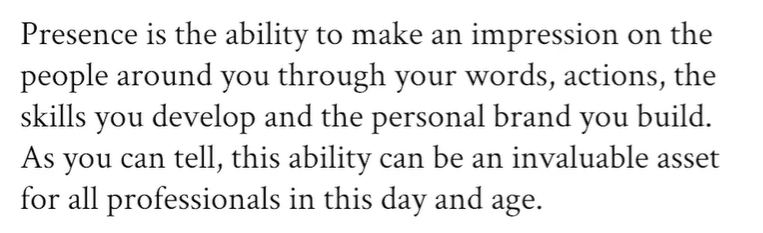 Presence is the ability to make an impression on the
people around you through your words, actions, the
skills you develop and the personal brand you build.
As you can tell, this ability can be an invaluable asset
for all professionals in this day and age.